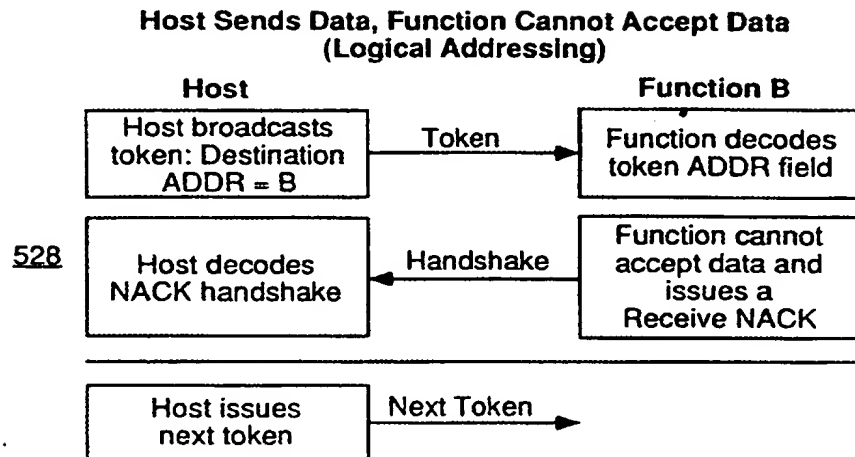 Host Sends Data, Function Cannot Accept Data
(Logical Addressing)
Host
Function B
Host broadcasts
token: Destination
ADDR = B
Token
Function decodes
token ADDR field
528
Host decodes
NACK handshake
Handshake
Function cannot
accept data and
issues a
Receive NACK
Host issues
next token
Next Token